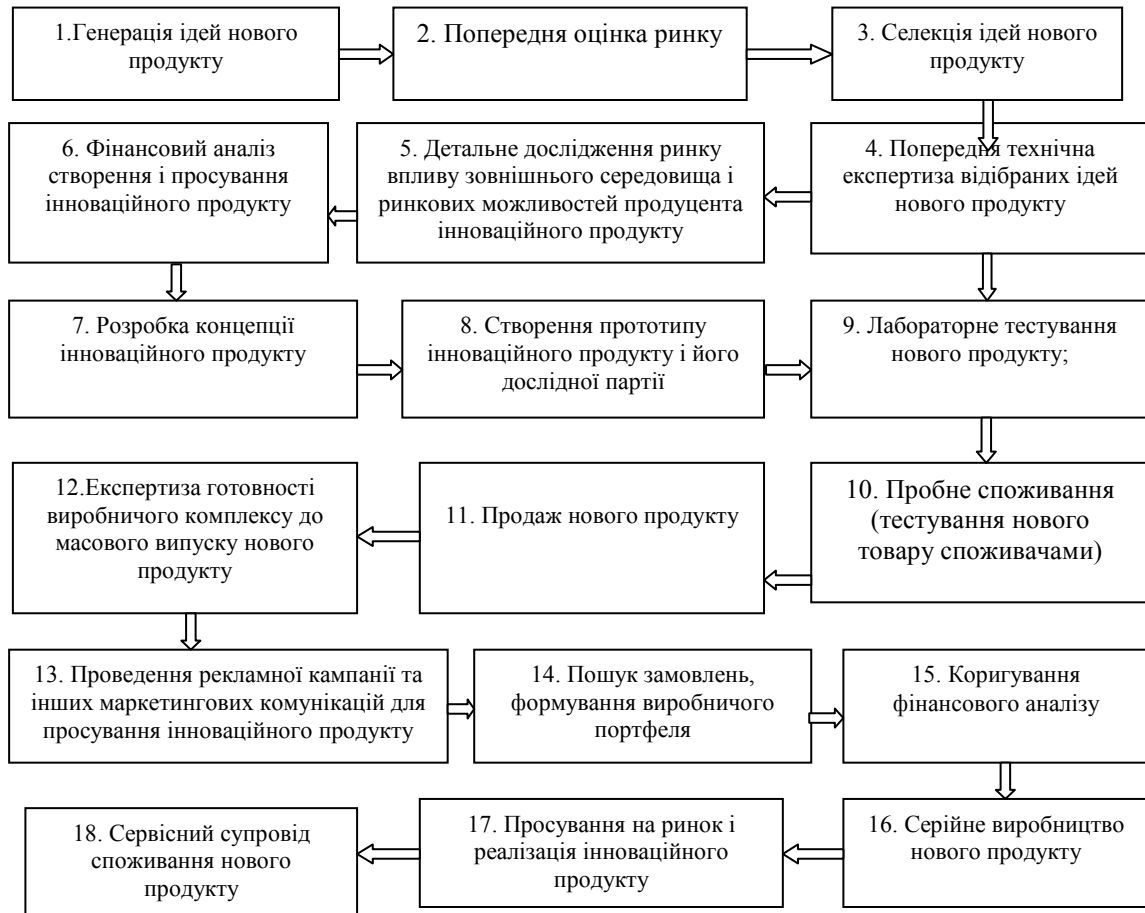 1.Генерація ідей нового
продукту
2. Попередня оцінка ринку
3. Селекція ідей нового
продукту
4. Попередня технічна
експертиза відібраних ідей
нового продукту
5. Детальне дослідження ринку
впливу зовнішнього середовища і
ринкових можливостей продуцента
інноваційного продукту
6. Фінансовий аналіз
створення і просування
інноваційного продукту
7. Розробка концепції
інноваційного продукту
8. Створення прототипу
інноваційного продукту і його
дослідної партії
9. Лабораторне тестування
нового продукту;
10. Пробне споживання
(тестування нового
товару споживачами)
11. Продаж нового продукту
12.Експертиза готовності
виробничого комплексу до
масового випуску нового
продукту
13. Проведення рекламної кампанії та
інших маркетингових комунікацій для
просування інноваційного продукту
14. Пошук замовлень,
формування виробничого
портфеля
15. Коригування
фінансового аналізу
16. Серійне виробництво
нового продукту
17. Просування на ринок і
реалізація інноваційного
продукту
18. Сервісний супровід
споживання нового
продукту